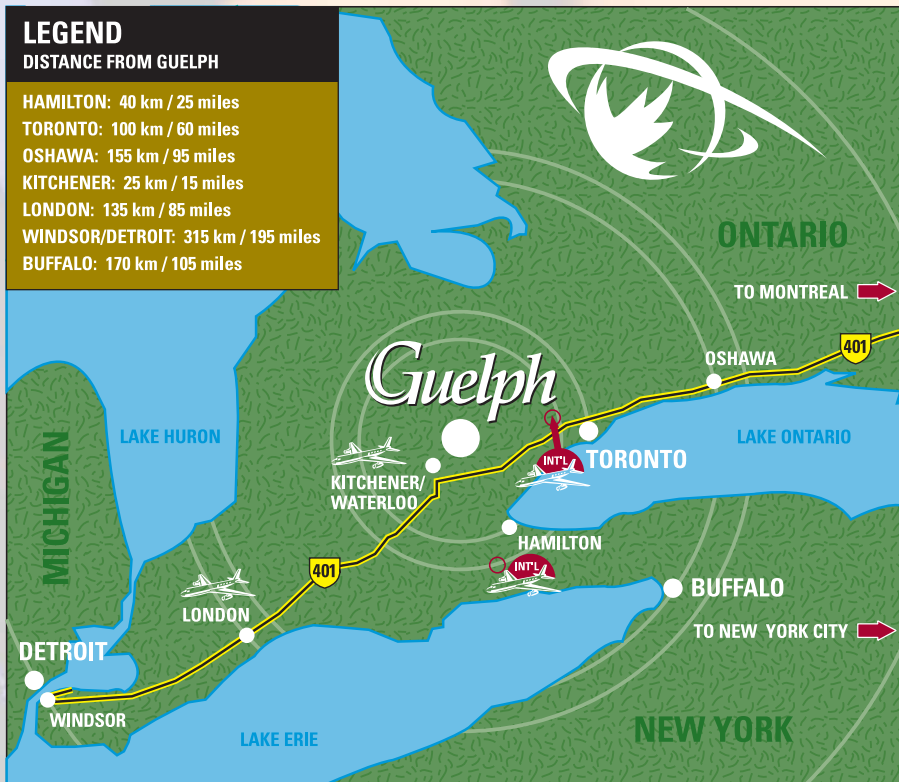 LEGEND
DISTANCE FROM GUELPH
HAMILTON: 40 km / 25 miles
TORONTO: 100 km / 60 miles
OSHAWA: 155 km / 95 miles
KITCHENER: 25 km / 15 miles
LONDON: 135 km / 85 miles
WINDSOR/DETROIT: 315 km / 195 miles
BUFFALO: 170 km / 105 miles
ONTARIO
TO MONTREAL
401
OSHAWA
Guelph
LAKE HURON
LAKE ONTARIO
MICHIGAN
INT'L
TORONTO
KITCHENER/
WATERLOO
HAMILTON
INT'L
401
LONDON
BUFFALO
TO NEW YORK CITY
DETROIT
WINDSOR
LAKE ERIE
NEW YORK